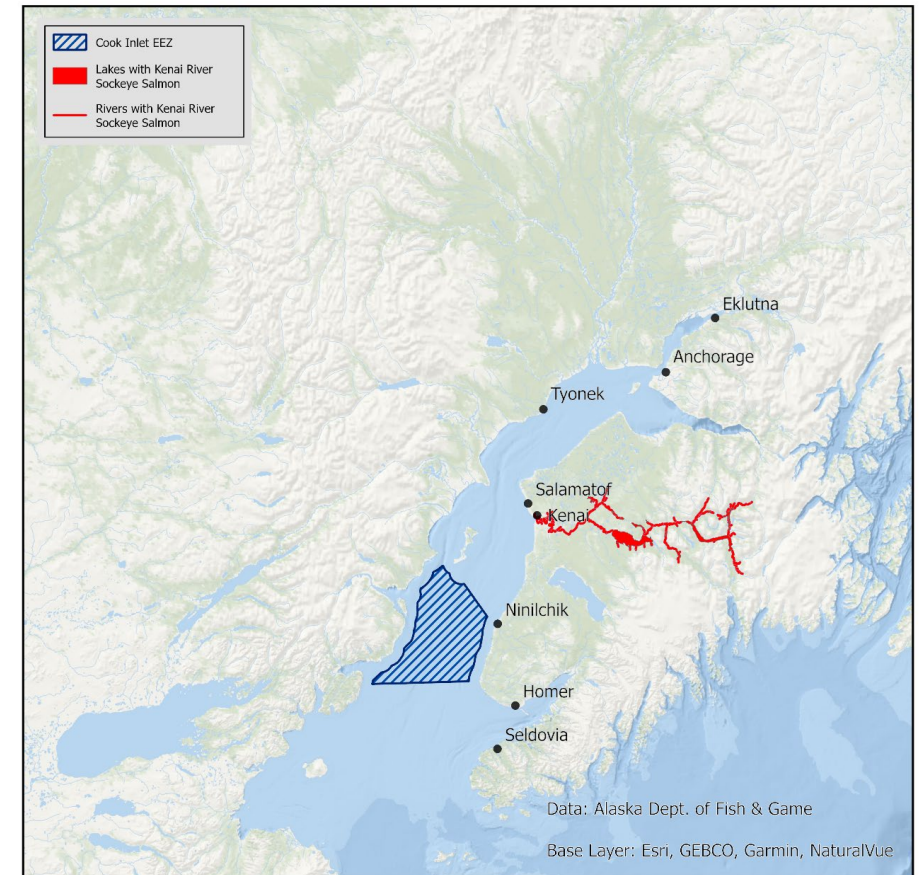 Cook Inlet EEZ
Lakes with Kenai River
Sockeye Salmon
Rivers with Kenai River
Sockeye Salmon
Eklutna
Anchorage
Tyonek
Salamatof
Kenai
Ninilchik
Homer
Seldovia
Data: Alaska Dept. of Fish & Game
Base Layer: Esri, GEBCO, Garmin, NaturalVue